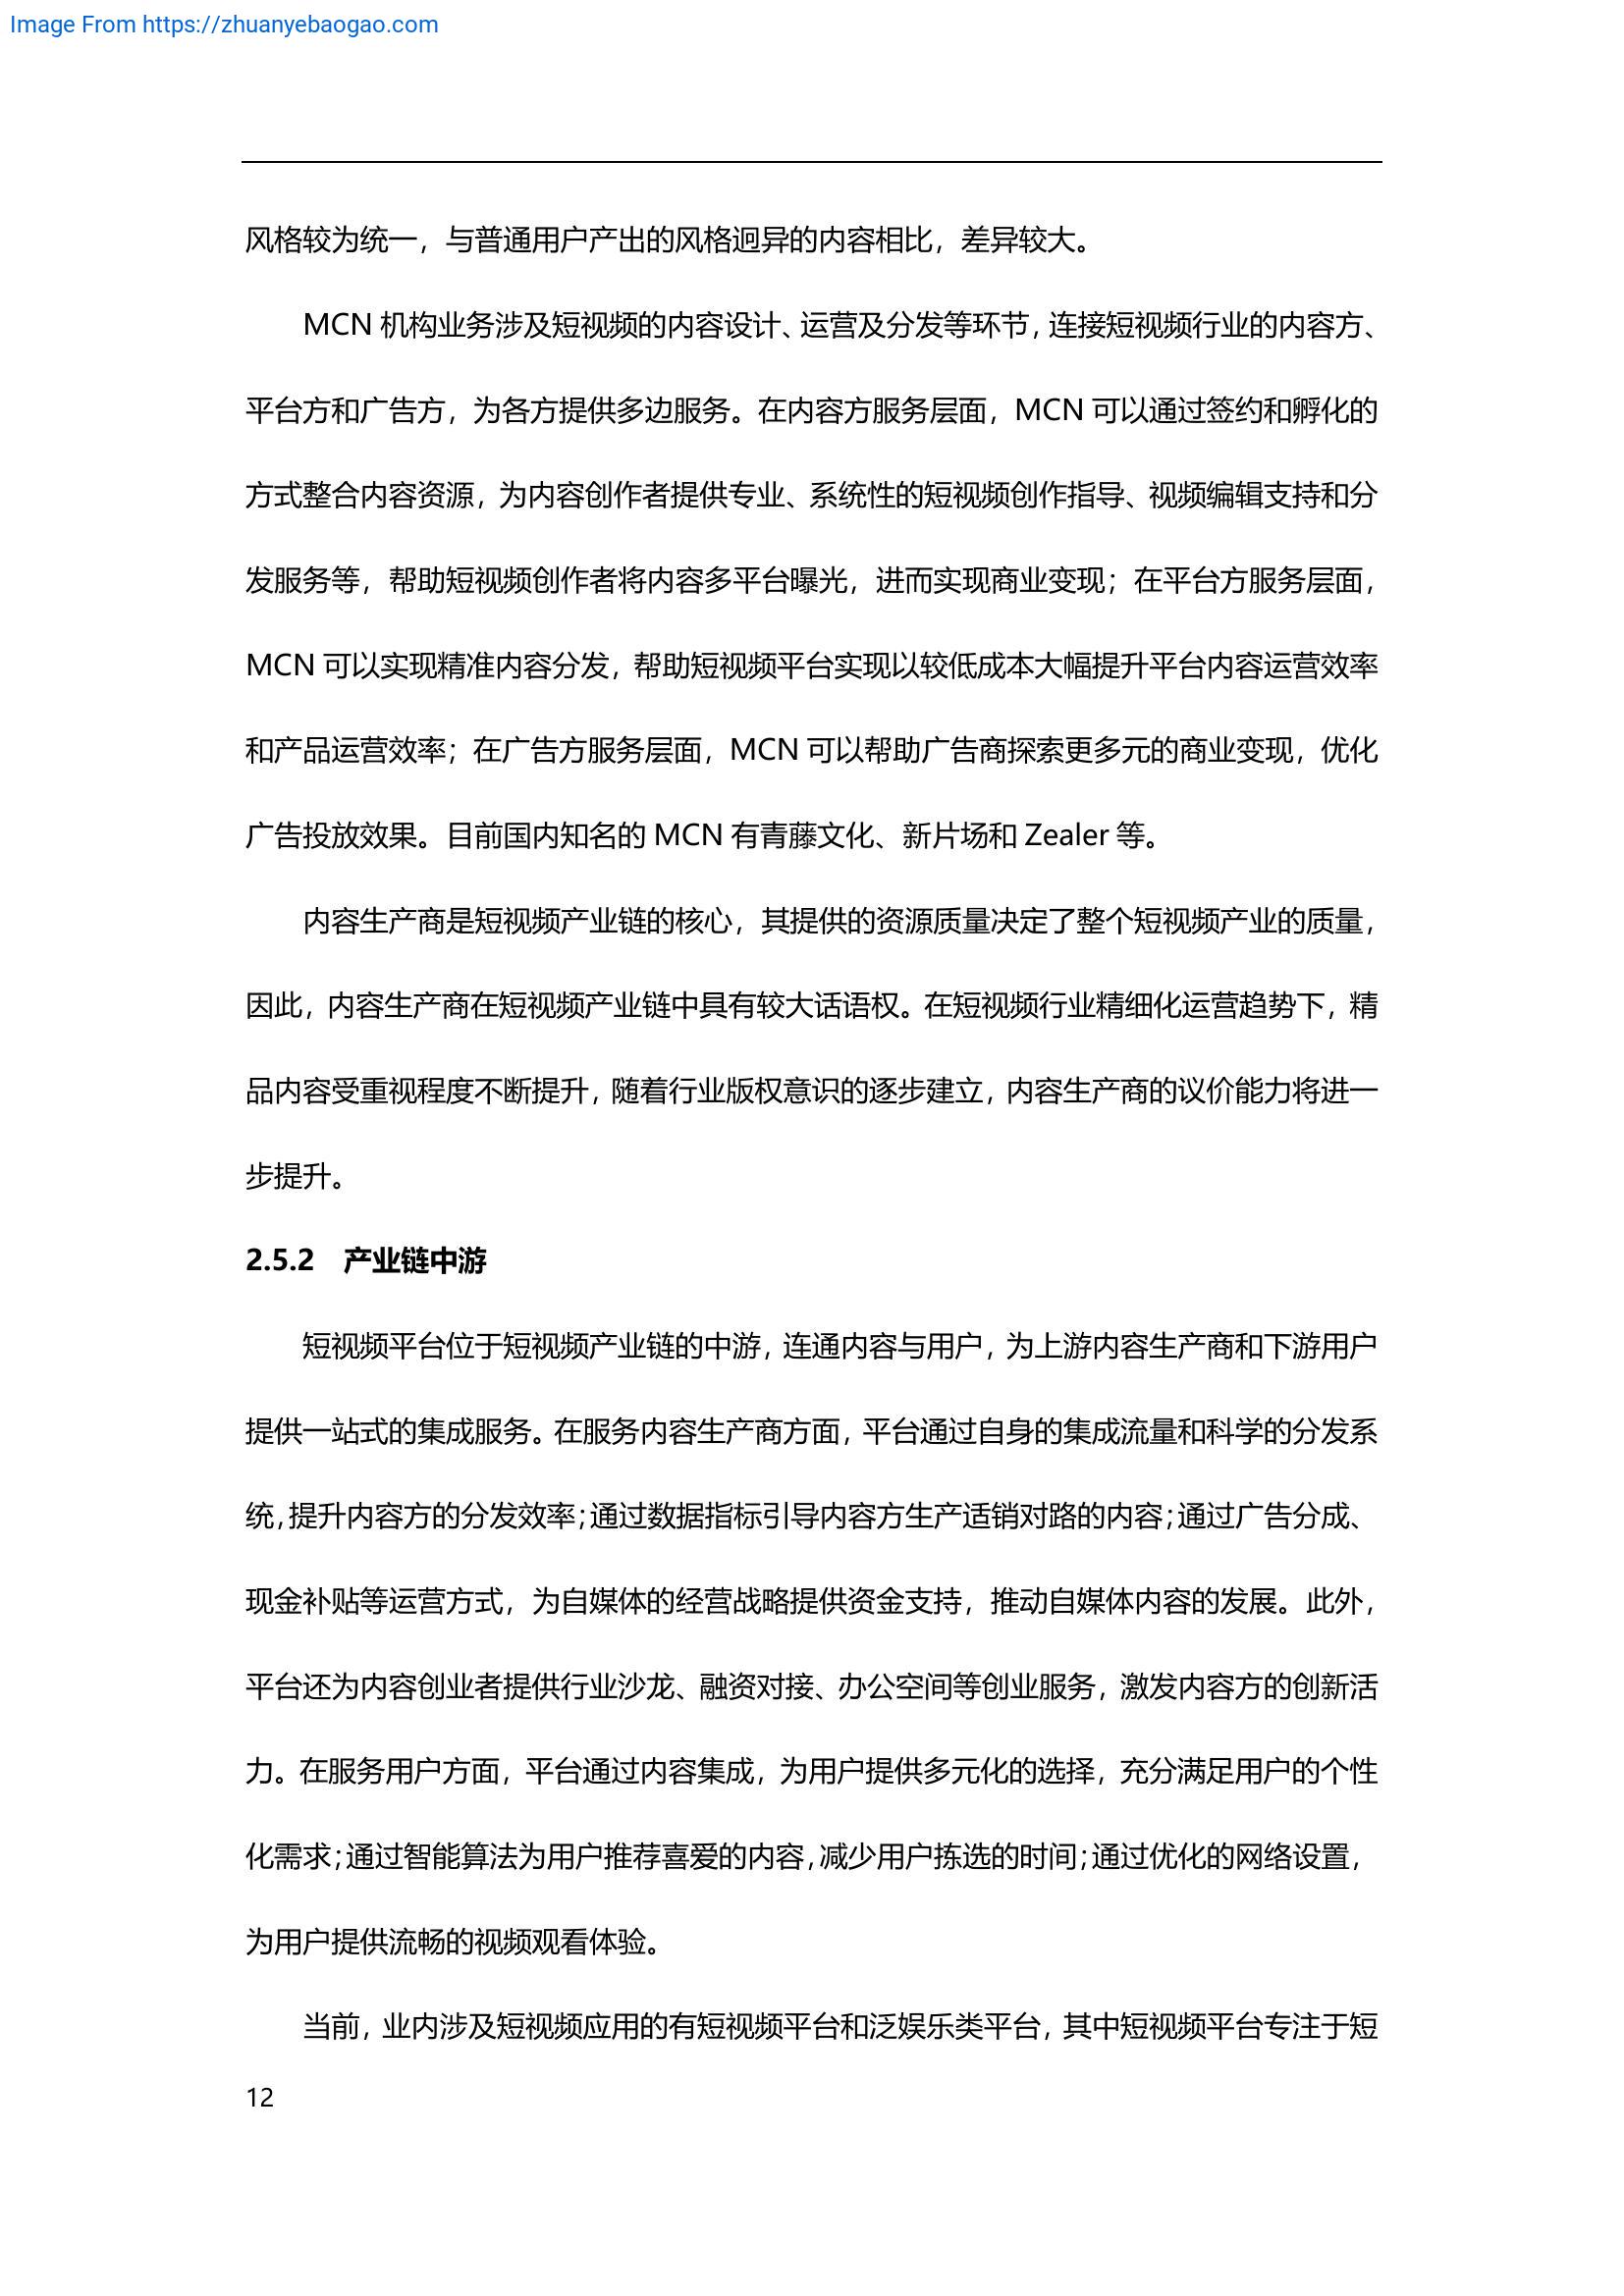 Image From https://zhuanyebaogao.com
风格较为统一，与普通用户产出的风格迥异的内容相比，差异较大。
MCN 机构业务涉及短视频的内容设计、运营及分发等环节，连接短视频行业的内容方、
平台方和广告方，为各方提供多边服务。在内容方服务层面，MCN 可以通过签约和孵化的
方式整合内容资源，为内容创作者提供专业、系统性的短视频创作指导、视频编辑支持和分
发服务等，帮助短视频创作者将内容多平台曝光，进而实现商业变现；在平台方服务层面，
MCN 可以实现精准内容分发，帮助短视频平台实现以较低成本大幅提升平台内容运营效率
和产品运营效率；在广告方服务层面，MCN 可以帮助广告商探索更多元的商业变现，优化
广告投放效果。目前国内知名的 MCN 有青藤文化、新片场和 Zealer 等。
内容生产商是短视频产业链的核心，其提供的资源质量决定了整个短视频产业的质量，
因此，内容生产商在短视频产业链中具有较大话语权。在短视频行业精细化运营趋势下，精
品内容受重视程度不断提升，随着行业版权意识的逐步建立，内容生产商的议价能力将进一
步提升。
2.5.2 产业链中游
短视频平台位于短视频产业链的中游，连通内容与用户，为上游内容生产商和下游用户
提供一站式的集成服务。在服务内容生产商方面，平台通过自身的集成流量和科学的分发系
统，提升内容方的分发效率；通过数据指标引导内容方生产适销对路的内容；通过广告分成、
现金补贴等运营方式，为自媒体的经营战略提供资金支持，推动自媒体内容的发展。此外，
平台还为内容创业者提供行业沙龙、融资对接、办公空间等创业服务，激发内容方的创新活
力。在服务用户方面，平台通过内容集成，为用户提供多元化的选择，充分满足用户的个性
化需求；通过智能算法为用户推荐喜爱的内容，减少用户拣选的时间；通过优化的网络设置，
为用户提供流畅的视频观看体验。
当前，业内涉及短视频应用的有短视频平台和泛娱乐类平台，其中短视频平台专注于短
12